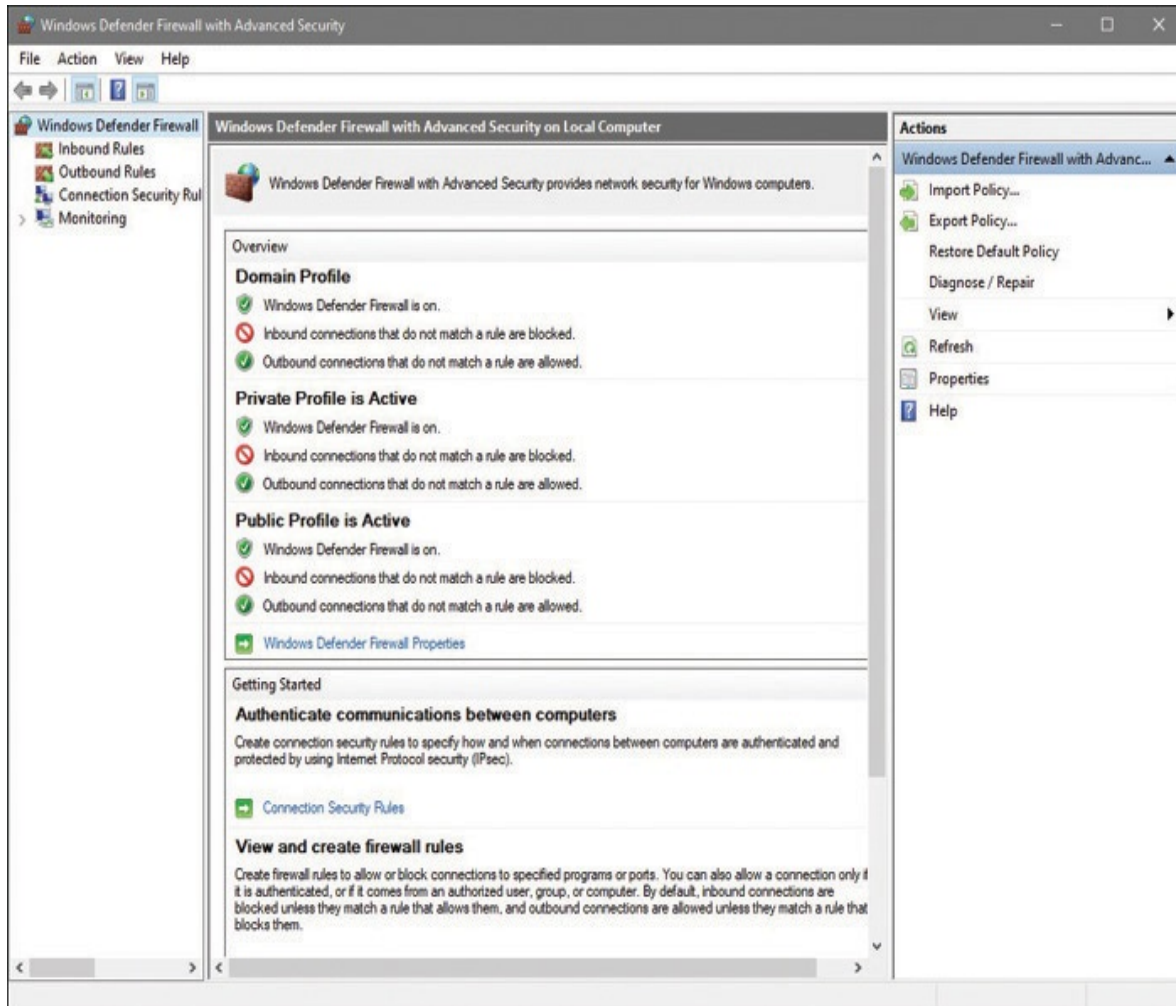 Windows Defender Firewall with Advanced Security
File Action View Help
Windows Defender Firewall
Inbound Rules
Outbound Rules
Connection Security Rul
Monitoring
Windows Defender Firewall with Advanced Security on Local Computer
Windows Defender Firewall with Advanced Security provides network security for Windows computers.
Overview
Domain Profile
Windows Defender Firewall is on.
Inbound connections that do not match a rule are blocked.
Outbound connections that do not match a rule are allowed.
Private Profile is Active
Windows Defender Firewall is on.
Inbound connections that do not match a rule are blocked.
Outbound connections that do not match a rule are allowed.
Public Profile is Active
Windows Defender Firewall is on.
Inbound connections that do not match a rule are blocked.
Outbound connections that do not match a rule are allowed.
Windows Defender Firewall Properties
Getting Started
Authenticate communications between computers
Create connection security rules to specify how and when connections between computers are authenticated and
protected by using Internet Protocol security (IPsec).
Connection Security Rules
View and create firewall rules
Create firewall rules to allow or block connections to specified programs or ports. You can also allow a connection only if
it is authenticated, or if it comes from an authorized user, group, or computer. By default, inbound connections are
blocked unless they match a rule that allows them, and outbound connections are allowed unless they match a rule that
blocks them.
Actions
Windows Defender Firewall with Advanc...
Import Policy...
Export Policy...
Restore Default Policy
Diagnose / Repair
View
Refresh
Properties
Help